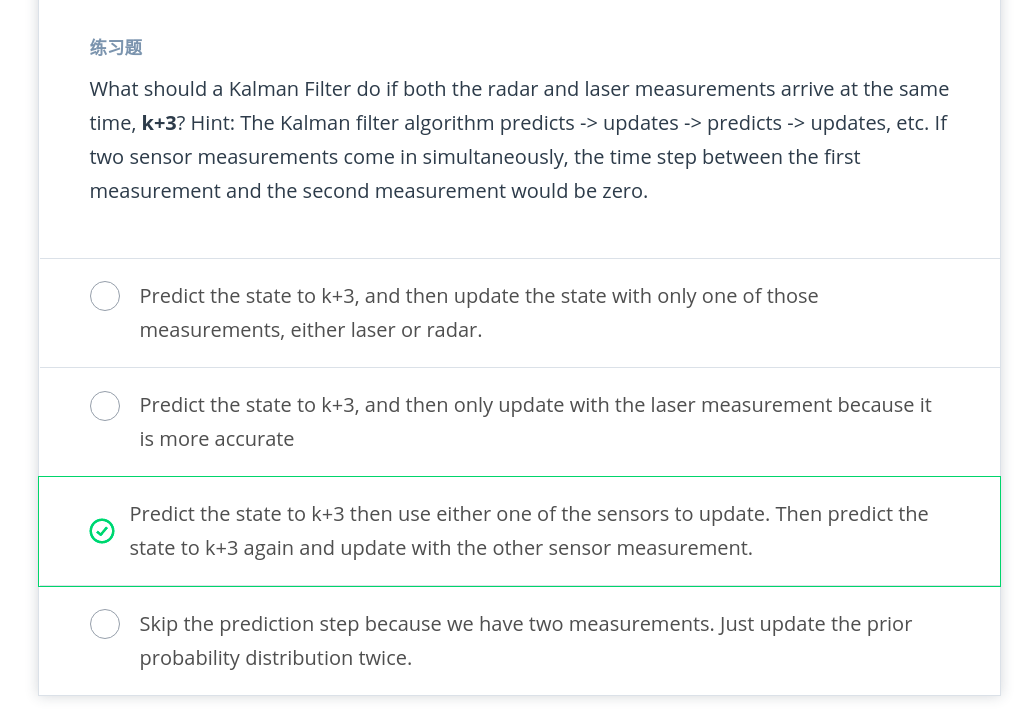 练习题
What should a Kalman Filter do if both the radar and laser measurements arrive at the same
time, k+3? Hint: The Kalman filter algorithm predicts -> updates -> predicts -> updates, etc. If
two sensor measurements come in simultaneously, the time step between the first
measurement and the second measurement would be zero.
Predict the state to k+3, and then update the state with only one of those
measurements, either laser or radar.
Predict the state to k+3, and then only update with the laser measurement because it
is more accurate
Predict the state to k+3 then use either one of the sensors to update. Then predict the
state to k+3 again and update with the other sensor measurement.
Skip the prediction step because we have two measurements. Just update the prior
probability distribution twice.